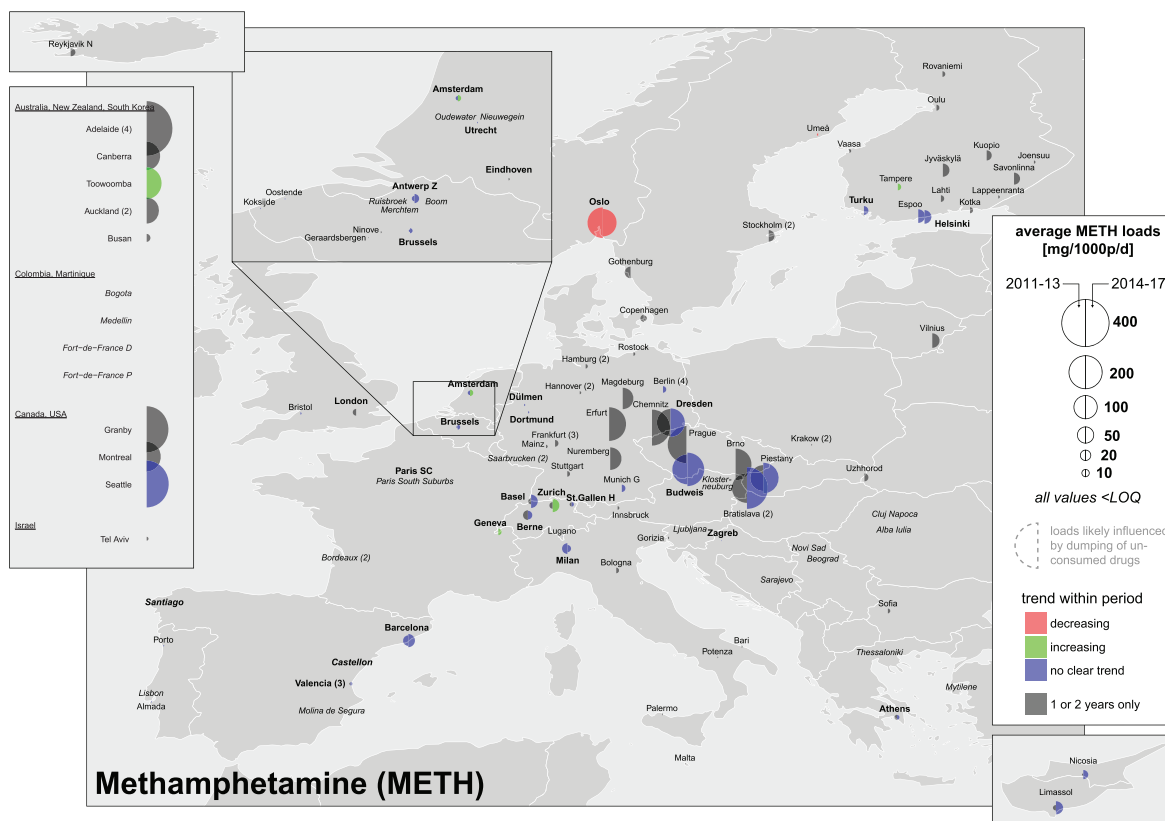 Reykjavik N
Australia, New Zealand, South Korea
Adelaide (4)
Canberra
Toowoomba
Auckland (2)
Busan
Colombia, Martinique
Bogota
Medellin
Fort−de−France D
Fort−de−France P
Canada, USA
Granby
Montreal
Seattle
Israel
Tel Aviv
Amsterdam
Oudewater Nieuwegein
Utrecht
Eindhoven
Antwerp Z
Oostende
Koksijde
Ruisbroek Boom
Merchtem
Ninove
Geraardsbergen
Brussels
Rovaniemi
Oulu
Umeå
Vaasa
Kuopio
Jyväskylä
Joensuu
Savonlinna
Tampere
Lahti
Lappeenranta
Turku
Espoo
Kotka
Helsinki
Oslo
Stockholm (2)
Gothenburg
Copenhagen
Vilnius
Rostock
Hamburg (2)
Hannover (2)
Magdeburg
Berlin (4)
Amsterdam
Dülmen
London
Bristol
Erfurt
Chemnitz
Dresden
Brussels
Dortmund
Frankfurt (3)
Mainz
Prague
Brno
Krakow (2)
Saarbrucken (2)
Nuremberg
Piestany
Stuttgart
Uzhhorod
Paris SC
Paris South Suburbs
Munich G
Budweis
Kloster-
neuburg
Basel
Zurich
St.Gallen H
Bratislava (2)
Innsbruck
Geneva
Berne
Lugano
Gorizia
Ljubljana
Zagreb
Cluj Napoca
Alba Iulia
Bordeaux (2)
Milan
Bologna
Novi Sad
Beograd
Sarajevo
Santiago
Porto
Barcelona
Sofia
Castellon
Bari
Potenza
Thessaloniki
Valencia (3)
Lisbon
Almada
Molina de Segura
Palermo
Mytilene
Athens
Malta
Methamphetamine (METH)
average METH loads
[mg/1000p/d]
2011-13
2014-17
400
200
100
50
20
10
all values <LOQ
loads likely influenced
by dumping of un-
consumed drugs
trend within period
decreasing
increasing
no clear trend
1 or 2 years only
Nicosia
Limassol